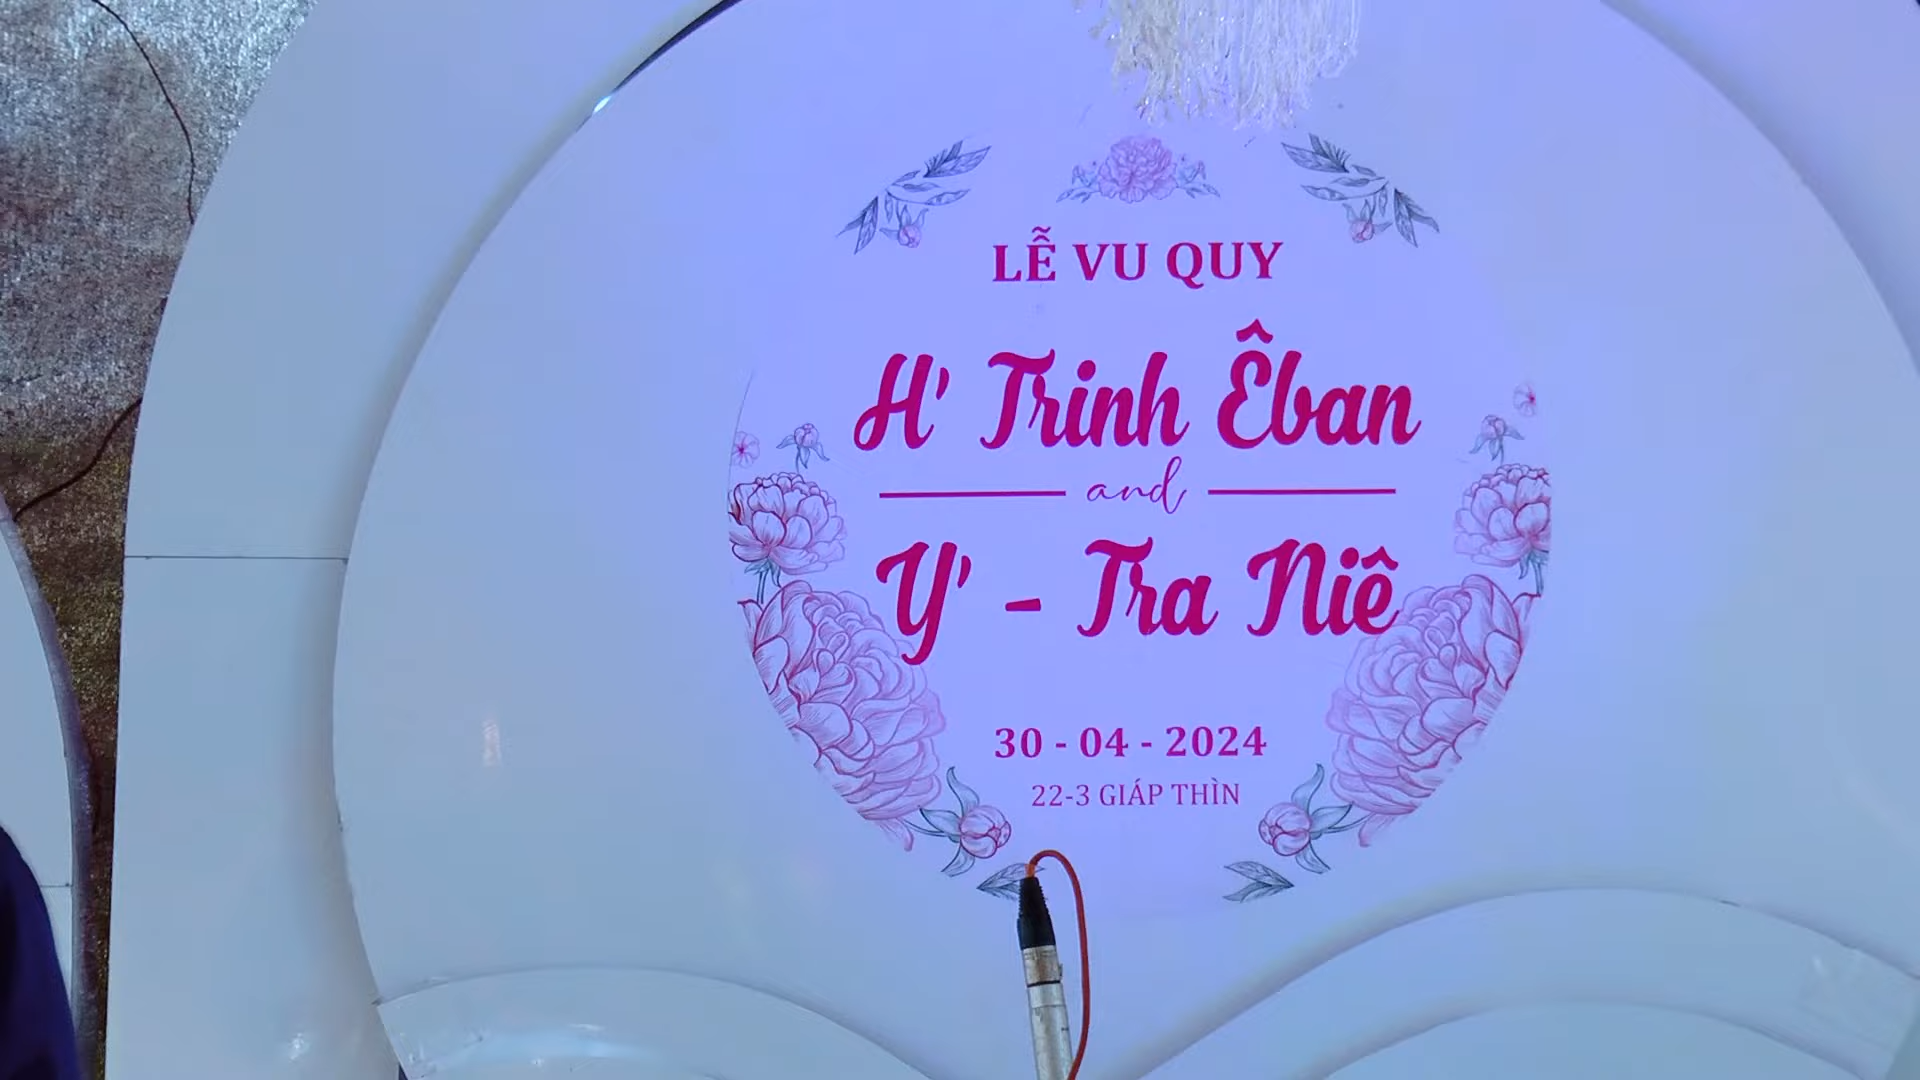 LỄ VU QUY
H' Trinh Êban
and
Y' - Tra Niê
30 - 04 - 2024
22-3 GIÁP THÌN